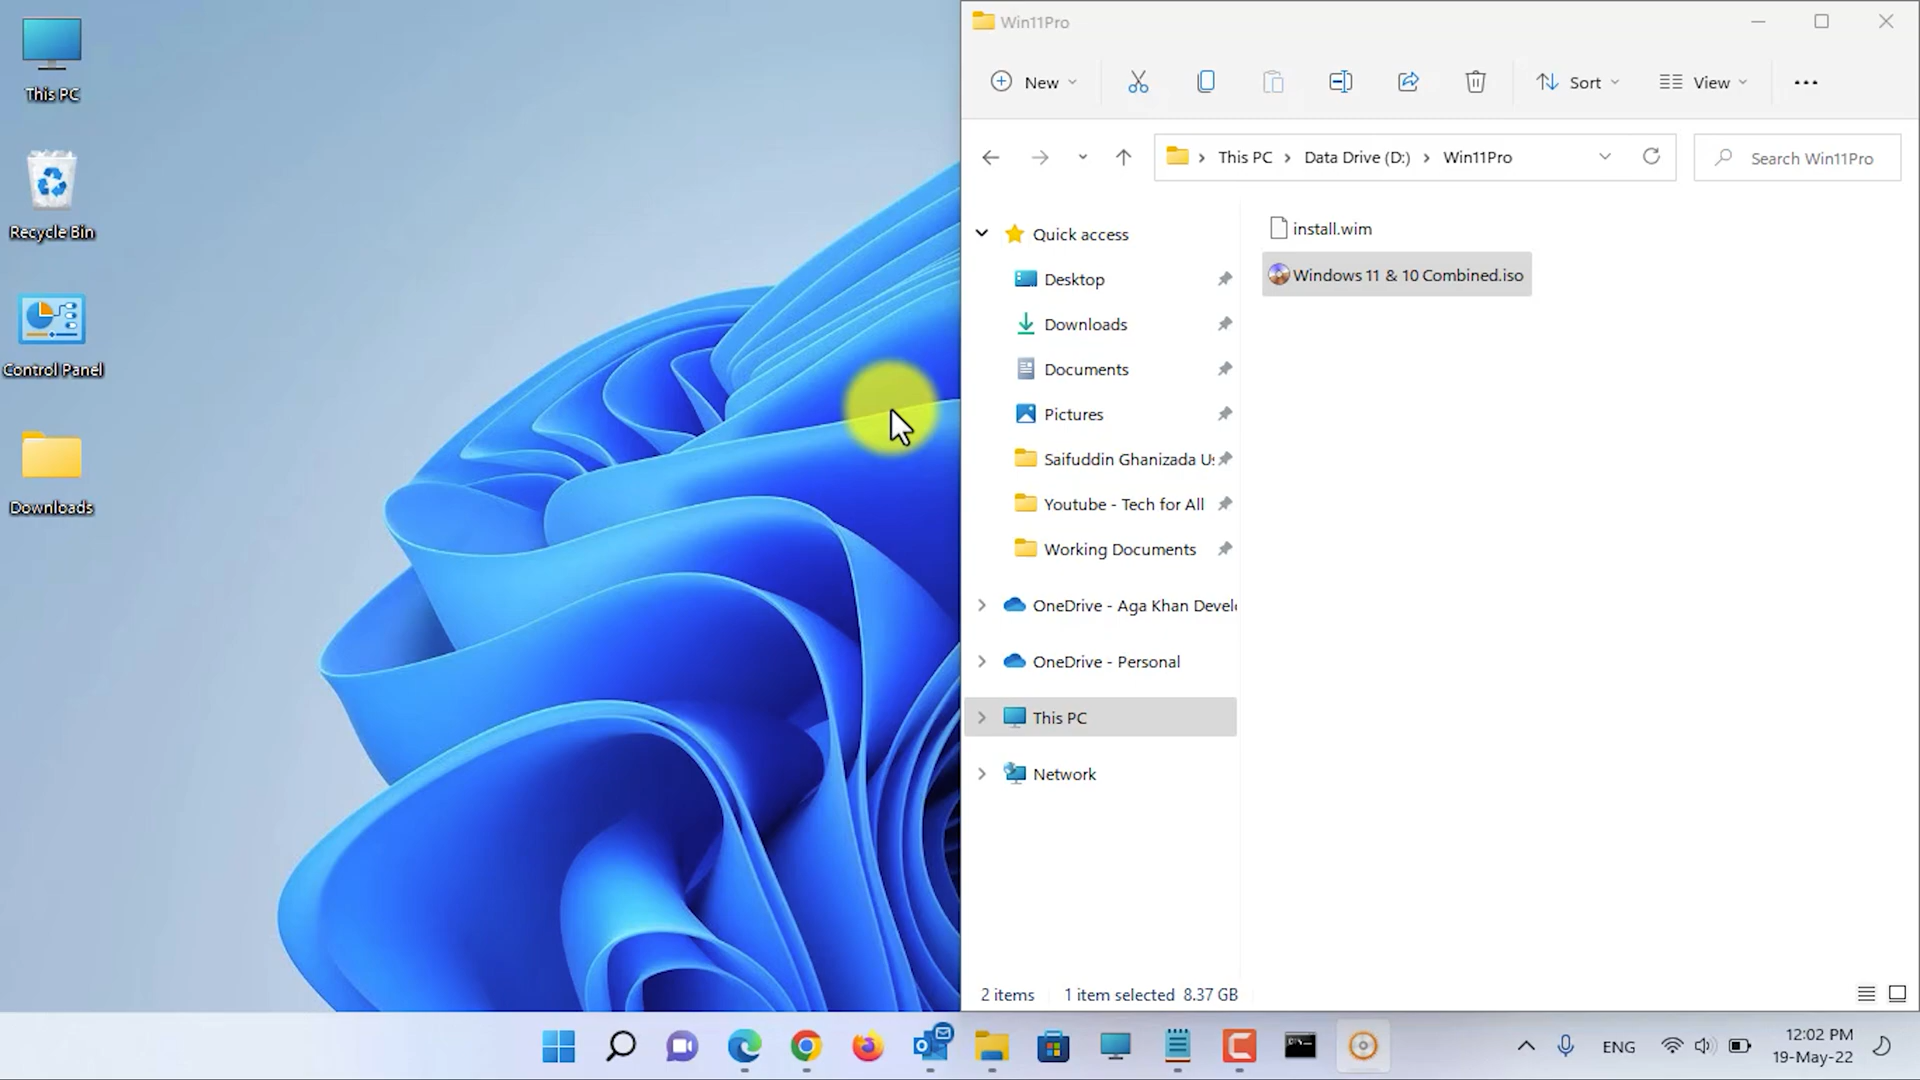 This PC
Recycle Bin
Control Panel
Downloads
Win11Pro
New
Sort
View
This PC
Data Drive (D:)
Win11Pro
Search Win11Pro
Quick access
Desktop
Downloads
Documents
Pictures
Saifuddin Ghanizada
Youtube - Tech for All
Working Documents
OneDrive - Aga Khan
OneDrive - Personal
This PC
Network
install.wim
Windows 11 & 10 Combined.iso
2 items
1 item selected 8.37 GB
ENG
12:02 PM
19-May-22